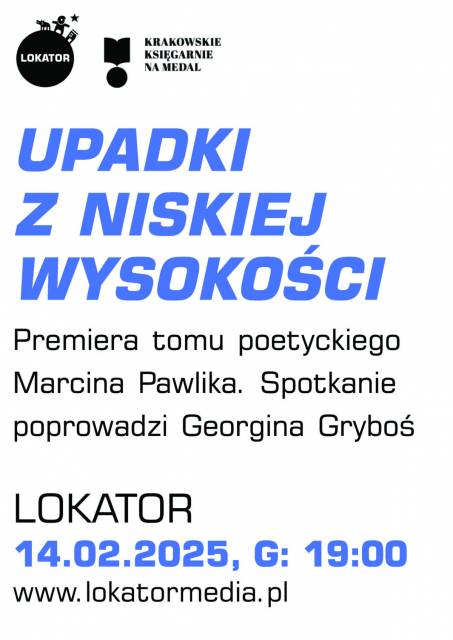 LOKATOR
KRAKOWSKIE
KSIĘGARNIE
NA MEDAL
UPADKI
Z NISKIEJ
WYSOKOŚCI
Premiera tomu poetyckiego
Marcina Pawlika. Spotkanie
poprowadzi Georgina Gryboś
LOKATOR
14.02.2025, G: 19:00
www.lokatormedia.pl